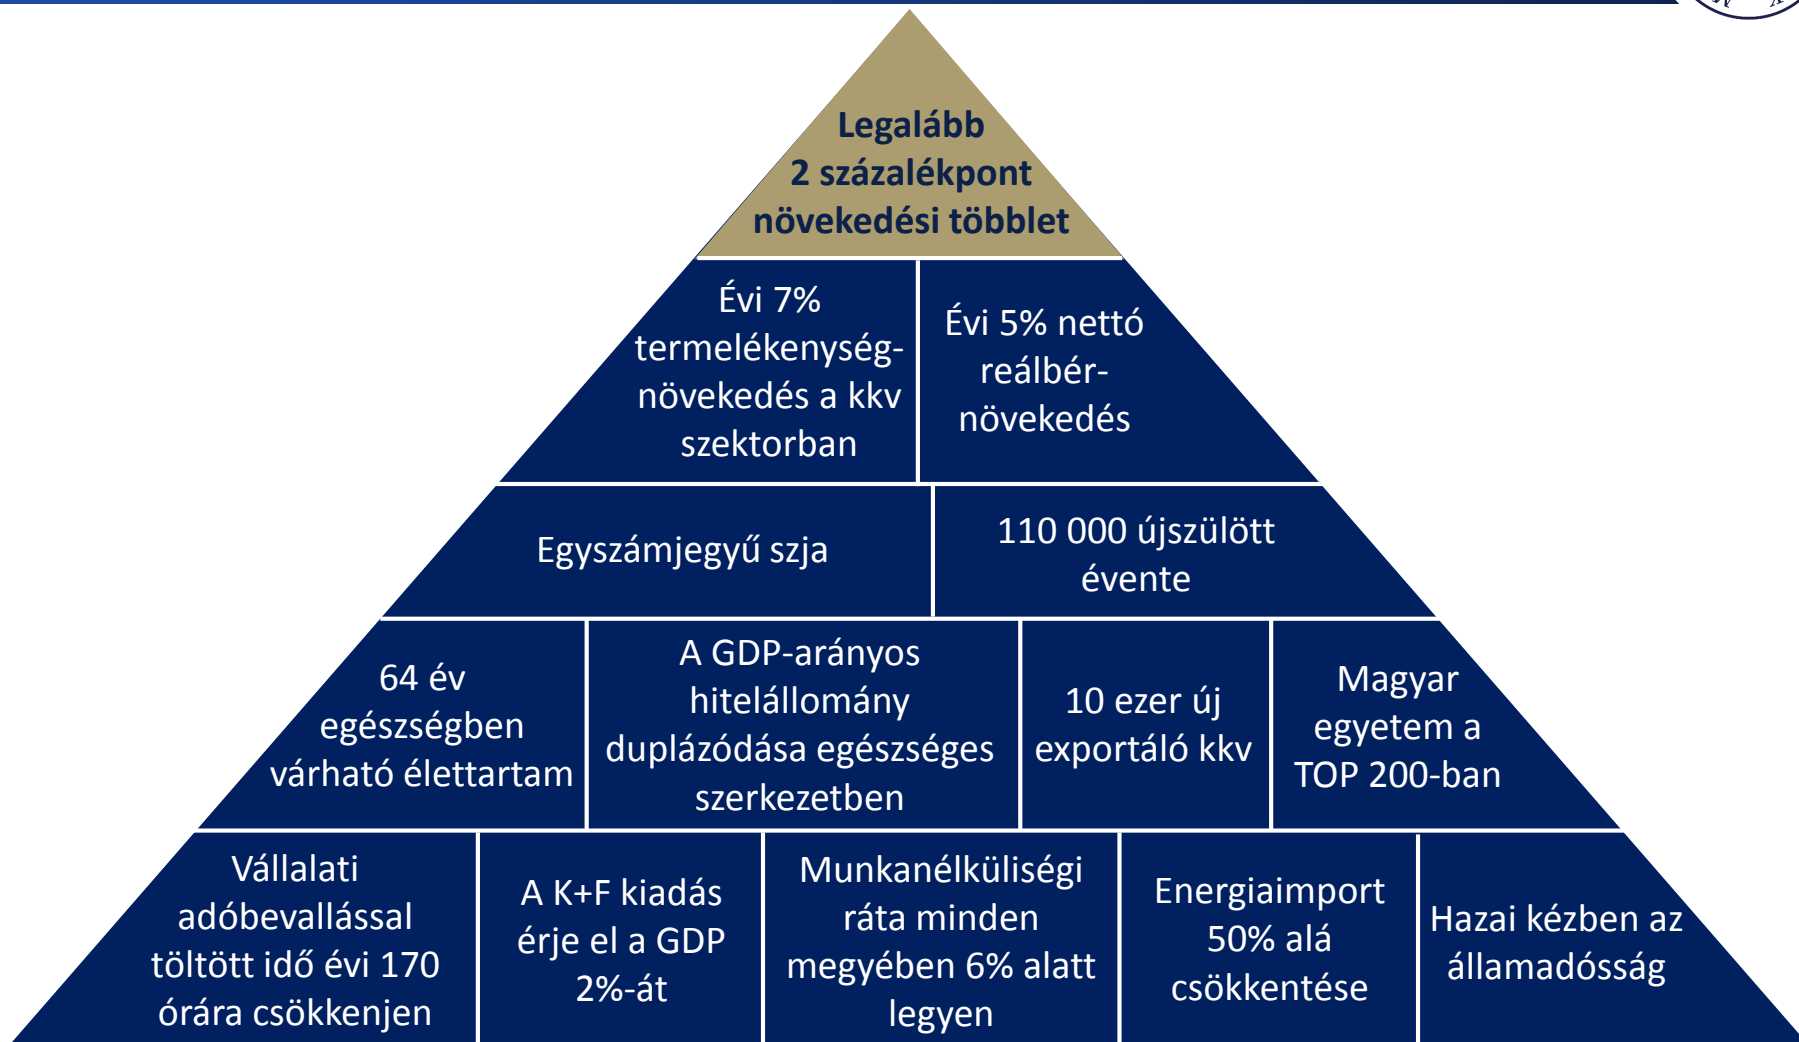 Legalább
2 százalékpont
növekedési többlet
Évi 7%
termelékenység-
növekedés a kkv
szektorban
Évi 5% nettó
reálbér-
növekedés
Egyszámjegyű szja
110 000 újszülött
évente
64 év
egészségben
várható élettartam
A GDP-arányos
hitelállomány
duplázódása egészséges
szerkezetben
10 ezer új
exportáló kkv
Magyar
egyetem a
TOP 200-ban
Vállalati
adóbevallással
töltött idő évi 170
órára csökkenjen
A K+F kiadás
érje el a GDP
2%-át
Munkanélküliségi
ráta minden
megyében 6% alatt
legyen
Energiaimport
50% alá
csökkentése
Hazai kézben az
államadósság